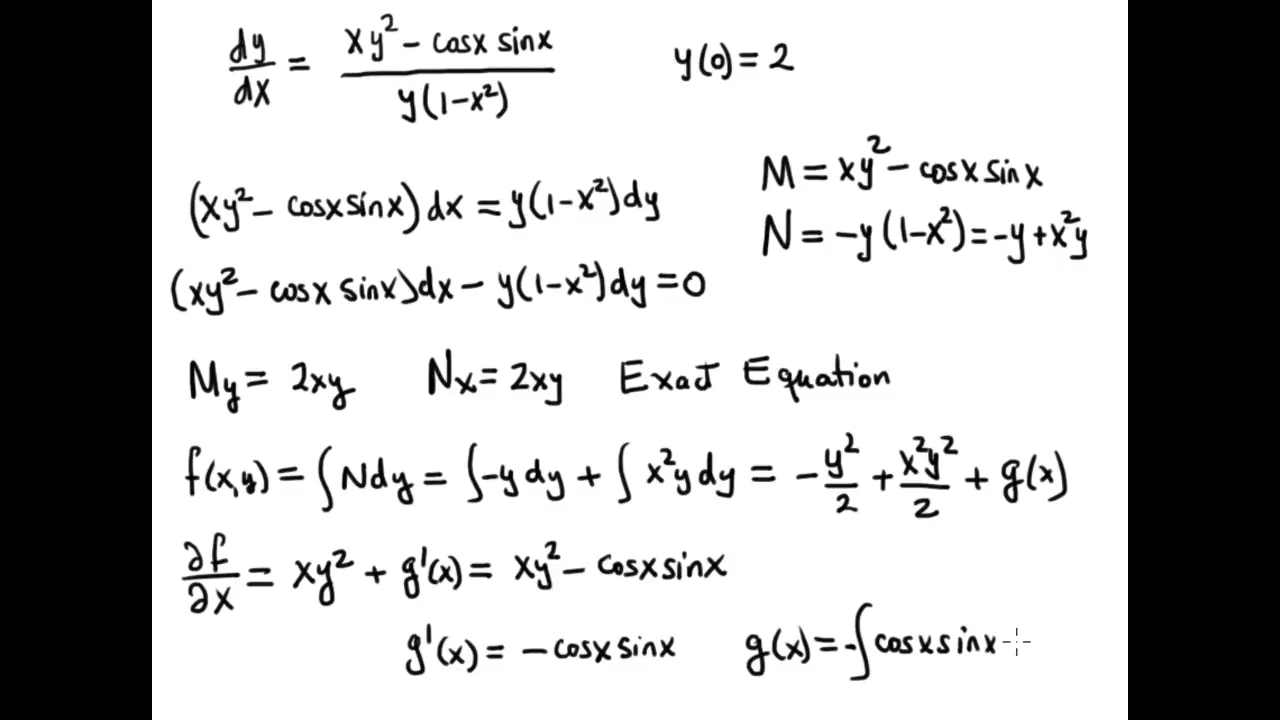 dy/dx = (xy² - cosx sinx)/(y(1-x²)) y(0) = 2
M = xy² - cosx sinx
(xy² - cosx sinx)dx = y(1-x²)dy
N = -y(1-x²) = -y + x²y
(xy² - cosx sinx)dx - y(1-x²)dy = 0
My = 2xy Nx = 2xy Exact Equation
f(x,y) = ∫Ndy = ∫-y dy + ∫x²y dy = -y²/2 + x²y²/2 + g(x)
∂f/∂x = xy² + g'(x) = xy² - cosx sinx
g'(x) = - cosx sinx g(x) = -∫cosx sinx